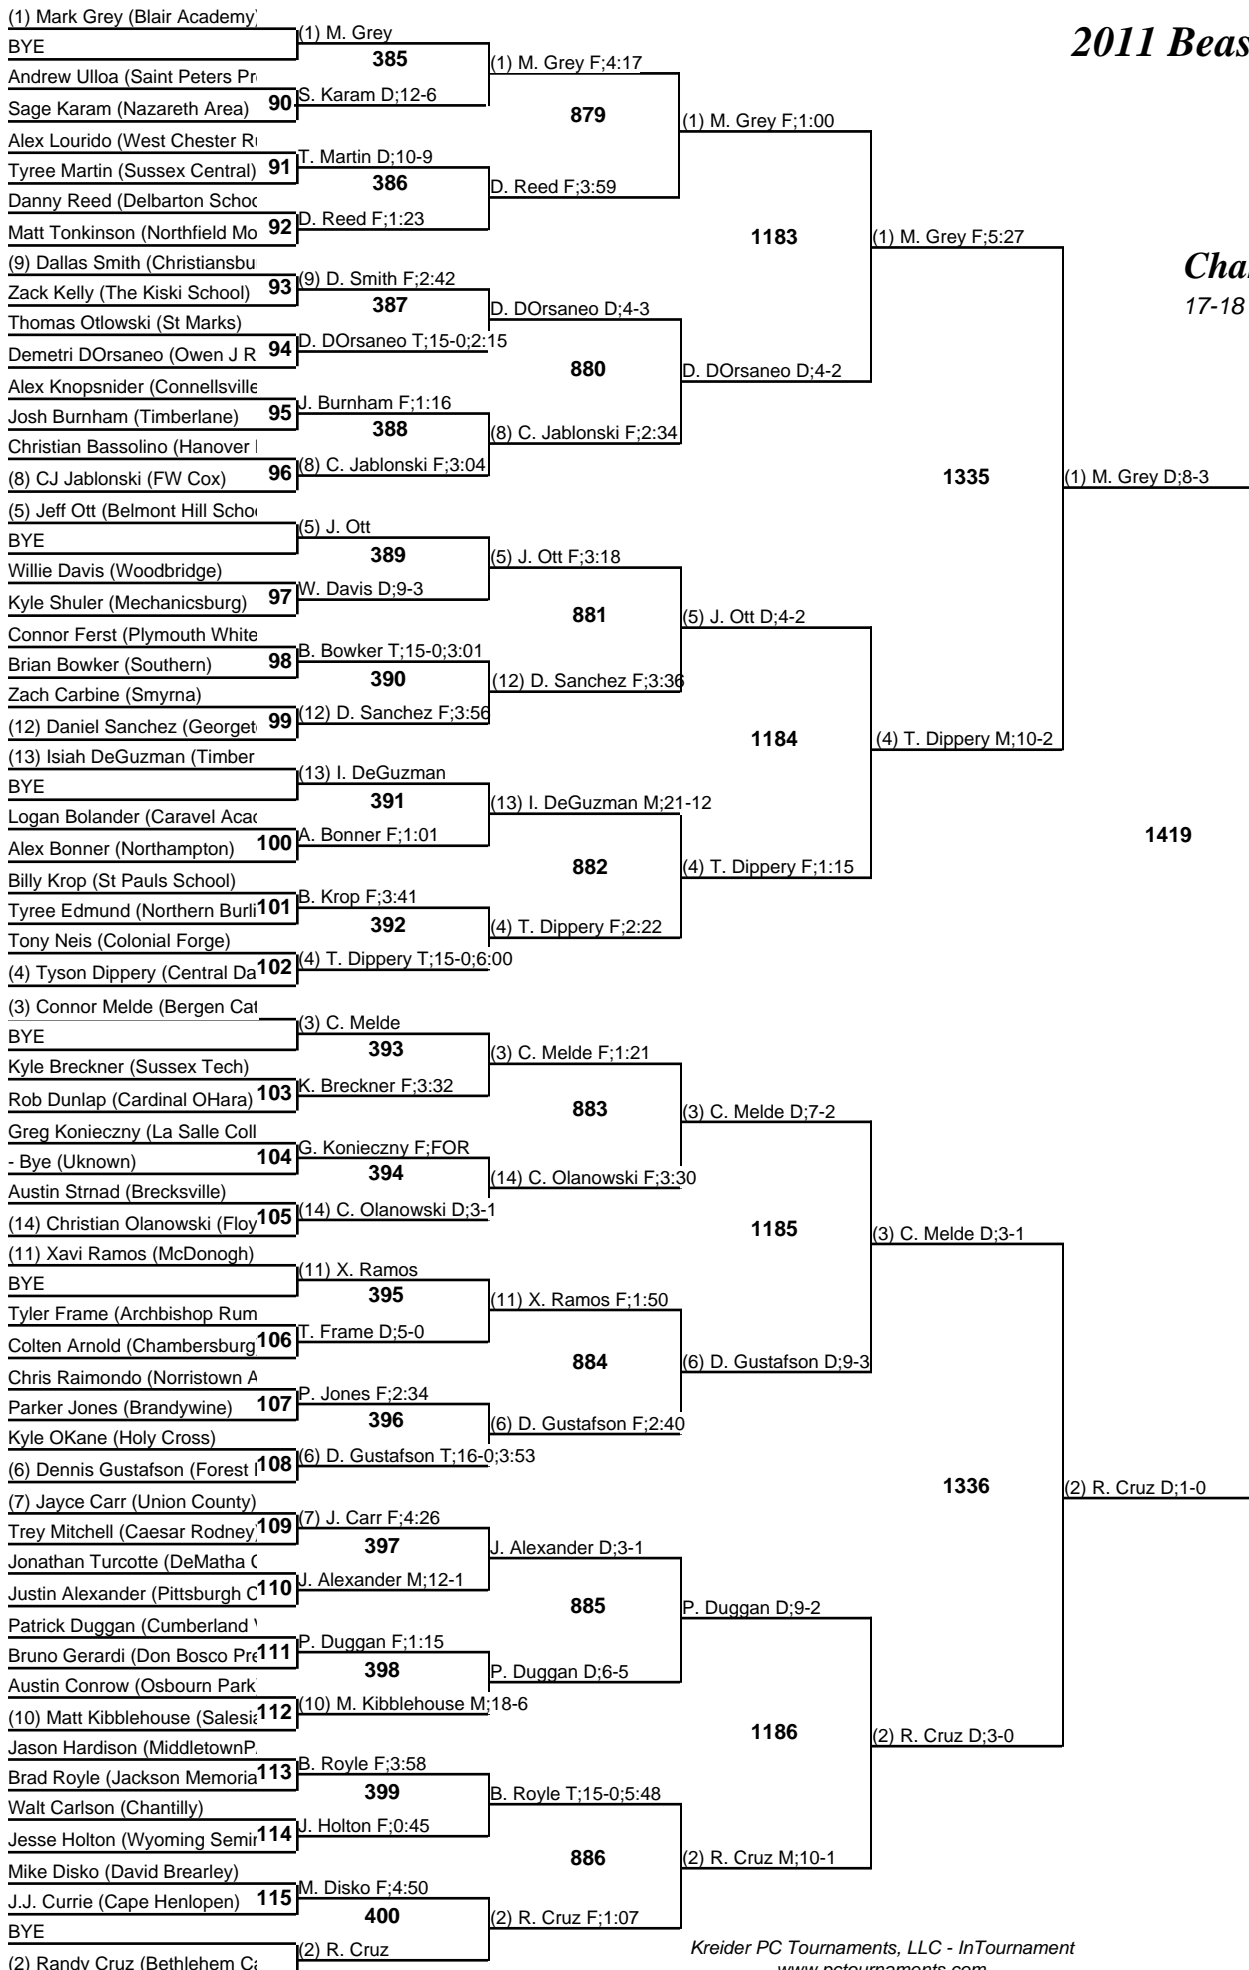 2011 Beas
Cha
17-18
(1) Mark Grey (Blair Academy)
BYE
Andrew Ulloa (Saint Peters Pr
Sage Karam (Nazareth Area) 90
Alex Lourido (West Chester R
Tyree Martin (Sussex Central) 91
Danny Reed (Delbarton School
Matt Tonkinson (Northfield Mo 92
(9) Dallas Smith (Christiansbu
Zack Kelly (The Kiski School) 93
Thomas Otlowski (St Marks)
Demetri DOrsaneo (Owen J R 94
Alex Knopsnider (Connellsville
Josh Burnham (Timberlane) 95
Christian Bassolino (Hanover
(8) CJ Jablonski (FW Cox) 96
(5) Jeff Ott (Belmont Hill Scho
BYE
Willie Davis (Woodbridge)
Kyle Shuler (Mechanicsburg) 97
Connor Ferst (Plymouth White
Brian Bowker (Southern) 98
Zach Carbine (Smyrna)
(12) Daniel Sanchez (Georget 99
(13) Isiah DeGuzman (Timber
BYE
Logan Bolander (Caravel Acad
Alex Bonner (Northampton) 100
Billy Krop (St Pauls School)
Tyree Edmund (Northern Burli 101
Tony Neis (Colonial Forge)
(4) Tyson Dippery (Central Da 102
(3) Connor Melde (Bergen Cat
BYE
Kyle Breckner (Sussex Tech)
Rob Dunlap (Cardinal OHara) 103
Greg Konieczny (La Salle Coll
- Bye (Uknown) 104
Austin Strnad (Brecksville)
(14) Christian Olanowski (Floy 105
(11) Xavi Ramos (McDonogh)
BYE
Tyler Frame (Archbishop Rum
Colten Arnold (Chambersburg 106
Chris Raimondo (Norristown A
Parker Jones (Brandywine) 107
Kyle OKane (Holy Cross)
(6) Dennis Gustafson (Forest 108
(7) Jayce Carr (Union County)
Trey Mitchell (Caesar Rodney 109
Jonathan Turcotte (DeMatha C
Justin Alexander (Pittsburgh C 110
Patrick Duggan (Cumberland V
Bruno Gerardi (Don Bosco Pre 111
Austin Conrow (Osbourn Park
(10) Matt Kibblehouse (Salesia 112
Jason Hardison (MiddletownP
Brad Royle (Jackson Memoria 113
Walt Carlson (Chantilly)
Jesse Holton (Wyoming Semi 114
Mike Disko (David Brearley)
J.J. Currie (Cape Henlopen) 115
BYE
(2) Randy Cruz (Bethlehem Ca
(1) M. Grey
385
S. Karam D;12-6
T. Martin D;10-9
386
D. Reed F;1:23
(9) D. Smith F;2:42
387
D. DOrsaneo T;15-0;2:15
J. Burnham F;1:16
388
(8) C. Jablonski F;3:04
(5) J. Ott
389
W. Davis D;9-3
B. Bowker T;15-0;3:01
390
(12) D. Sanchez F;3:56
(13) I. DeGuzman
391
A. Bonner F;1:01
B. Krop F;3:41
392
(4) T. Dippery T;15-0;6:00
(3) C. Melde
393
K. Breckner F;3:32
G. Konieczny F;FOR
394
(14) C. Olanowski D;3-1
(11) X. Ramos
395
T. Frame D;5-0
P. Jones F;2:34
396
(6) D. Gustafson T;16-0;3:53
(7) J. Carr F;4:26
397
J. Alexander M;12-1
P. Duggan F;1:15
398
(10) M. Kibblehouse M;18-6
B. Royle F;3:58
399
J. Holton F;0:45
M. Disko F;4:50
400
(2) R. Cruz
(1) M. Grey F;4:17
879
D. Reed F;3:59
D. DOrsaneo D;4-3
880
(8) C. Jablonski F;2:34
(5) J. Ott F;3:18
881
(12) D. Sanchez F;3:36
(13) I. DeGuzman M;21-12
882
(4) T. Dippery F;2:22
(3) C. Melde F;1:21
883
(14) C. Olanowski F;3:30
(11) X. Ramos F;1:50
884
(6) D. Gustafson F;2:40
J. Alexander D;3-1
885
P. Duggan D;6-5
B. Royle T;15-0;5:48
886
(2) R. Cruz F;1:07
(1) M. Grey F;1:00
1183
D. DOrsaneo D;4-2
(5) J. Ott D;4-2
1184
(4) T. Dippery F;1:15
(3) C. Melde D;7-2
1185
(6) D. Gustafson D;9-3
P. Duggan D;9-2
1186
(2) R. Cruz M;10-1
(1) M. Grey F;5:27
1335
(4) T. Dippery M;10-2
(3) C. Melde D;3-1
1336
(2) R. Cruz D;3-0
(1) M. Grey D;8-3
1419
(2) R. Cruz D;1-0
Kreider PC Tournaments, LLC - InTournament
www.pctournaments.com